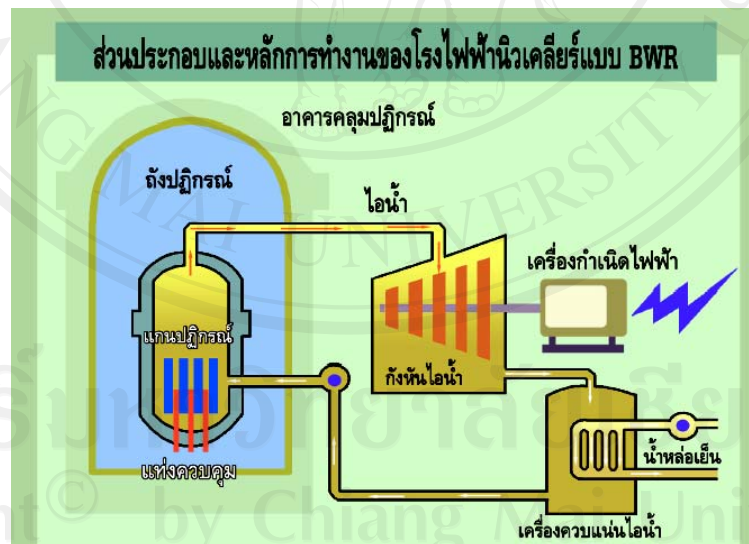 ส่วนประกอบและหลักการทำงานของโรงไฟฟ้านิวเคลียร์แบบ BWR
อาคารคลุมปฏิกรณ์
ถังปฏิกรณ์
ไอน้ำ
เครื่องกำเนิดไฟฟ้า
แกนปฏิกรณ์
กังหันไอน้ำ
น้ำหล่อเย็น
แท่งควบคุม
เครื่องควบแน่นไอน้ำ
by Chiang Mai Uni